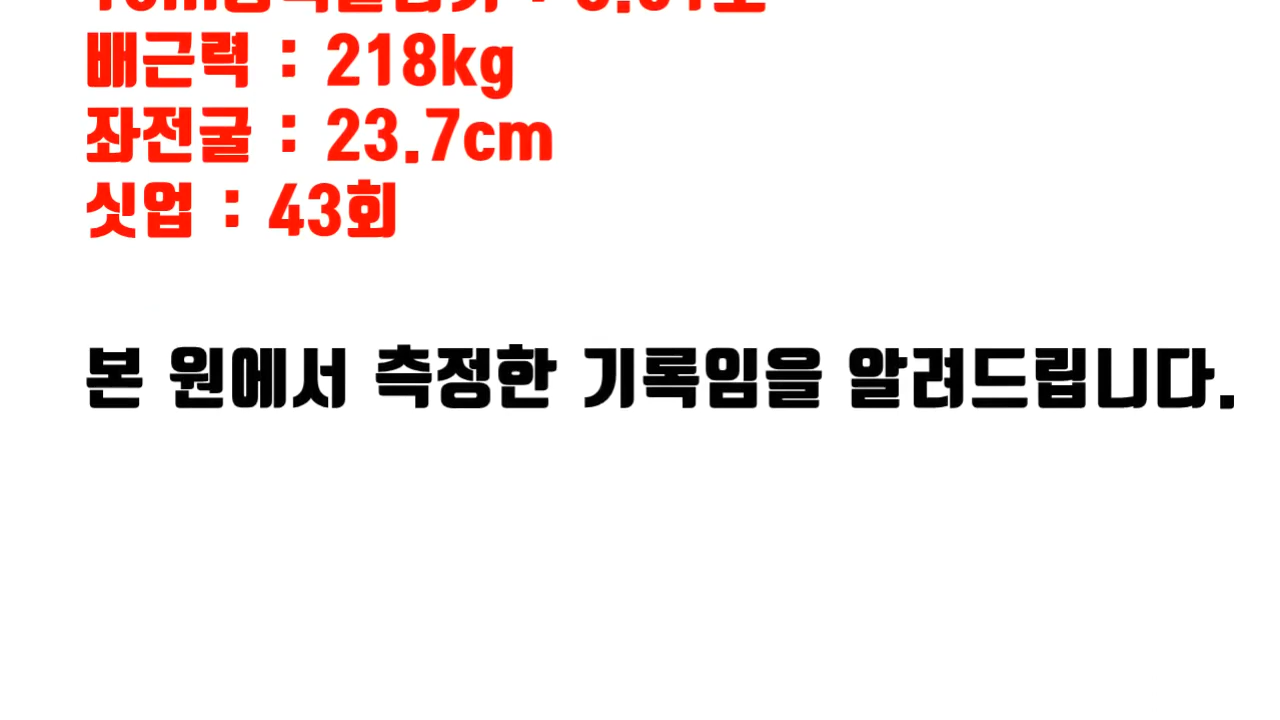 배근력 : 218kg
좌전굴 : 23.7cm
싯업 : 43회
본 원에서 측정한 기록임을 알려드립니다.